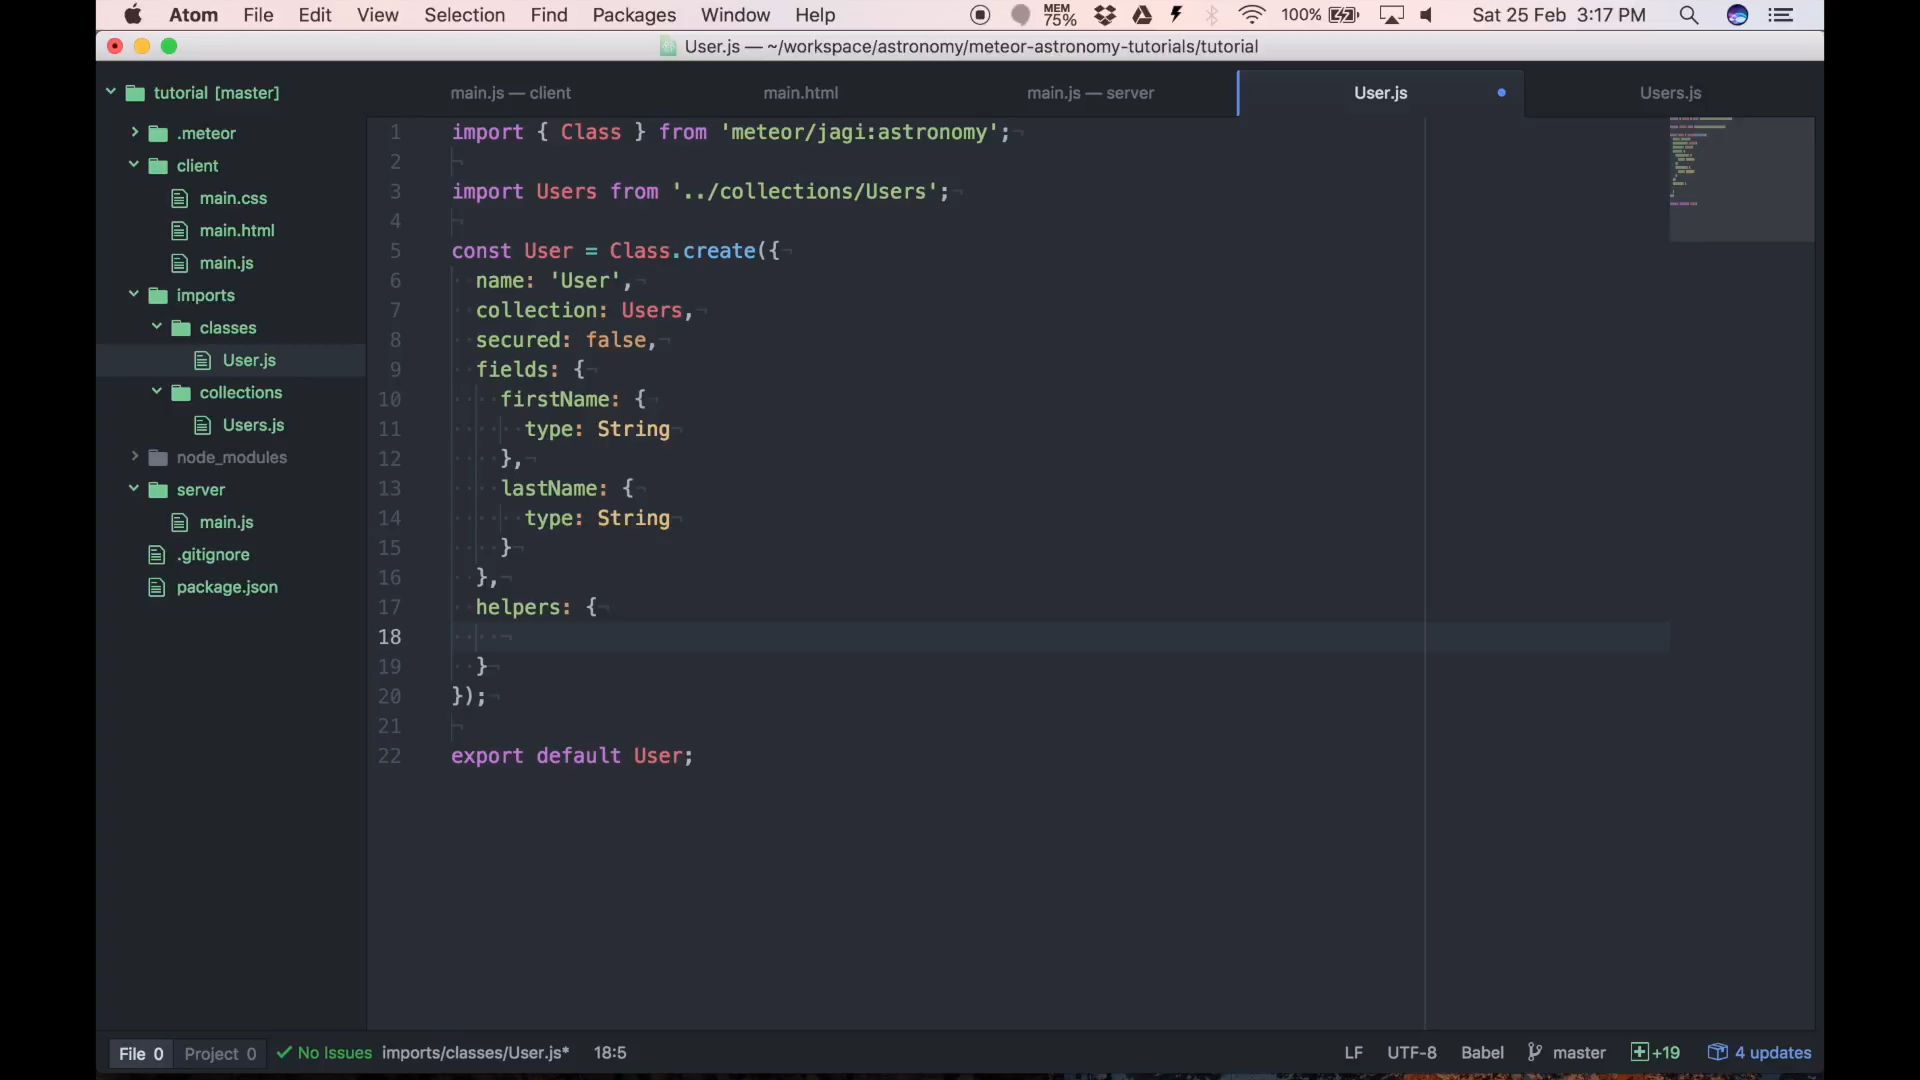 Atom File Edit View Selection Find Packages Window Help MEM 75% 100% Sat 25 Feb 3:17 PM
User.js — ~/workspace/astronomy/meteor-astronomy-tutorials/tutorial
tutorial [master]
.meteor
client
main.css
main.html
main.js
imports
classes
User.js
collections
Users.js
node_modules
server
main.js
.gitignore
package.json
main.js — client main.html main.js — server User.js Users.js
1 import { Class } from 'meteor/jagi:astronomy';
2
3 import Users from '../collections/Users';
4
5 const User = Class.create({
6 name: 'User',
7 collection: Users,
8 secured: false,
9 fields: {
10 firstName: {
11 type: String
12 },
13 lastName: {
14 type: String
15 }
16 },
17 helpers: {
18
19 }
20 });
21
22 export default User;
File 0 Project 0 No Issues imports/classes/User.js* 18:5 LF UTF-8 Babel master +19 4 updates